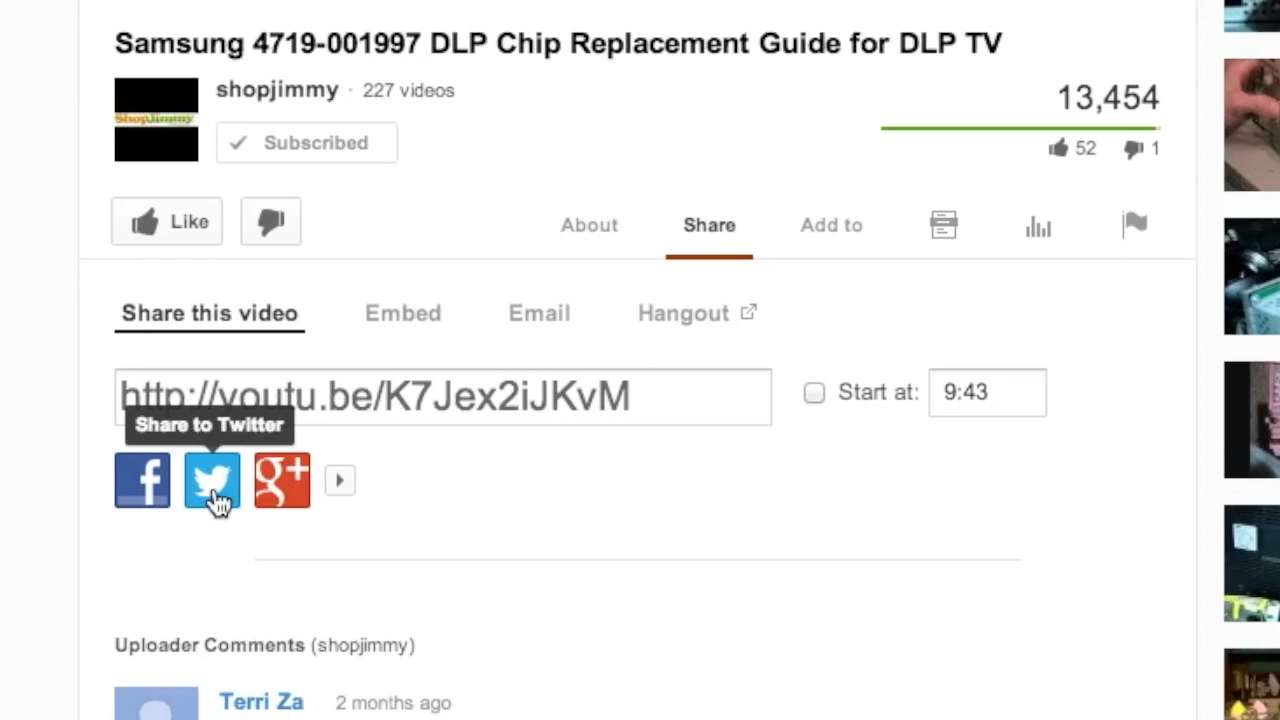 Samsung 4719-001997 DLP Chip Replacement Guide for DLP TV
shopjimmy · 227 videos
ShopJimmy
Subscribed
13,454
52 1
Like
About Share Add to
Share this video Embed Email Hangout
http://youtu.be/K7Jex2iJKvM
Start at: 9:43
Share to Twitter
f g+
Uploader Comments (shopjimmy)
Terri Za 2 months ago